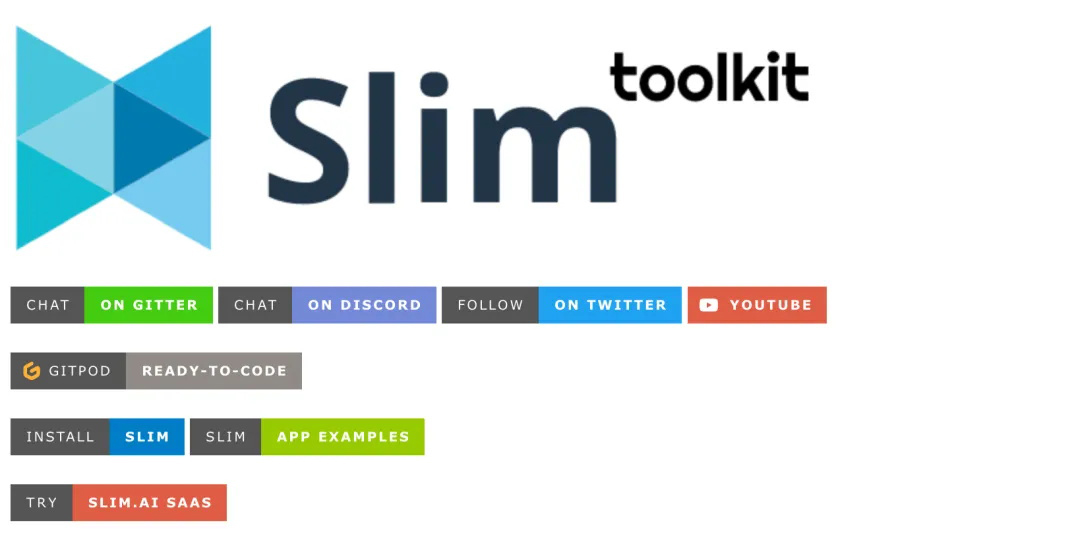 Slim toolkit
CHAT ON GITTER CHAT ON DISCORD FOLLOW ON TWITTER YOUTUBE
GITPOD READY-TO-CODE
INSTALL SLIM SLIM APP EXAMPLES
TRY SLIM.AI SAAS